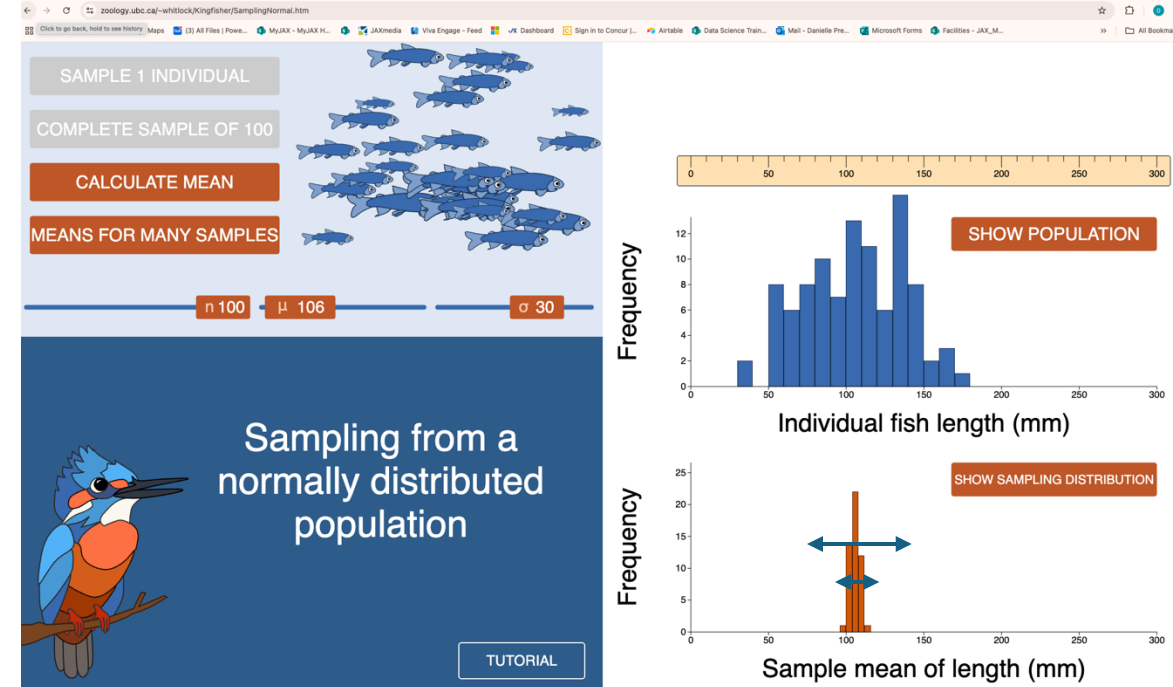 zoology.ubc.ca/~whitlock/Kingfisher/SamplingNormal.htm
Click to go back, hold to see history
Maps
(3) All Files | Powe...
MyJAX - MyJAX H...
JAXmedia
Viva Engage - Feed
JX Dashboard
Sign in to Concur |...
Airtable
Data Science Train...
Mail - Danielle Pre...
Microsoft Forms
Facilities - JAX_M...
»
All Bookma
SAMPLE 1 INDIVIDUAL
COMPLETE SAMPLE OF 100
CALCULATE MEAN
MEANS FOR MANY SAMPLES
n 100
μ 106
σ 30
Sampling from a
normally distributed
population
TUTORIAL
0 50 100 150 200 250 300
SHOW POPULATION
Frequency
12
10
8
6
4
2
0
0 50 100 150 200 250 300
Individual fish length (mm)
SHOW SAMPLING DISTRIBUTION
Frequency
25
20
15
10
5
0
0 50 100 150 200 250 300
Sample mean of length (mm)